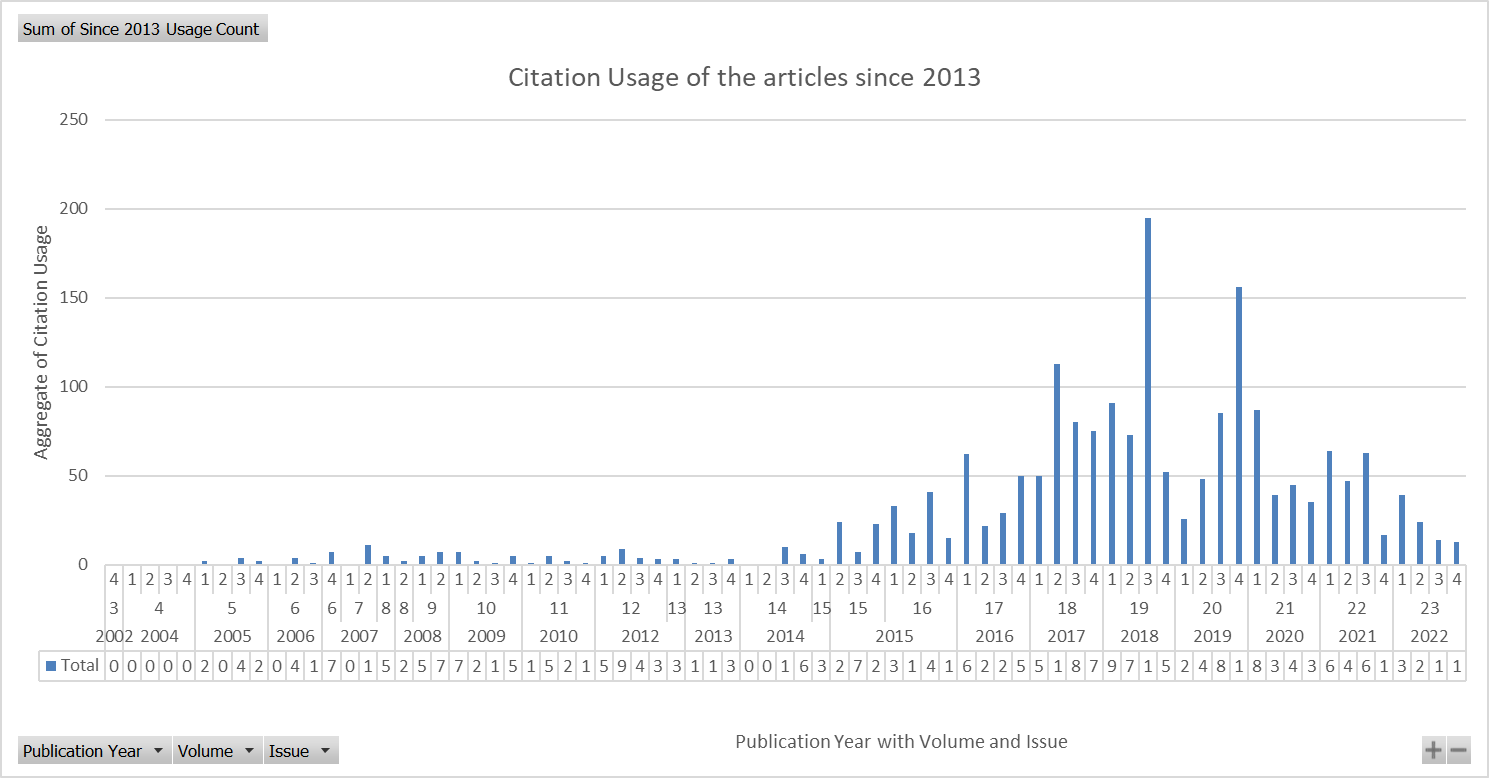 Sum of Since 2013 Usage Count
Citation Usage of the articles since 2013
Aggregate of Citation Usage
250
200
150
100
50
0
4 1 2 3 4 1 2 3 4 1 2 3 4 1 2 1 2 1 2 1 2 3 4 1 2 3 4 1 2 3 4 1 2 3 4 1 2 3 4 1 2 3 4 1 2 3 4 1 2 3 4 1 2 3 4 1 2 3 4 1 2 3 4 1 2 3 4 1 2 3 4
3 4 5 6 6 7 8 8 9 10 11 12 13 13 14 15 15 16 17 18 19 20 21 22 23
2002 2004 2005 2006 2007 2008 2009 2010 2012 2013 2014 2015 2016 2017 2018 2019 2020 2021 2022
Total 0 0 0 0 0 2 0 4 2 0 4 1 7 0 1 5 2 5 7 7 2 1 5 1 5 2 1 5 9 4 3 3 1 1 3 0 0 1 6 3 2 7 2 3 1 4 1 6 2 2 5 5 1 8 7 9 7 1 5 2 4 8 1 8 3 4 3 6 4 6 1 3 2 1 1
Publication Year with Volume and Issue
Publication Year Volume Issue